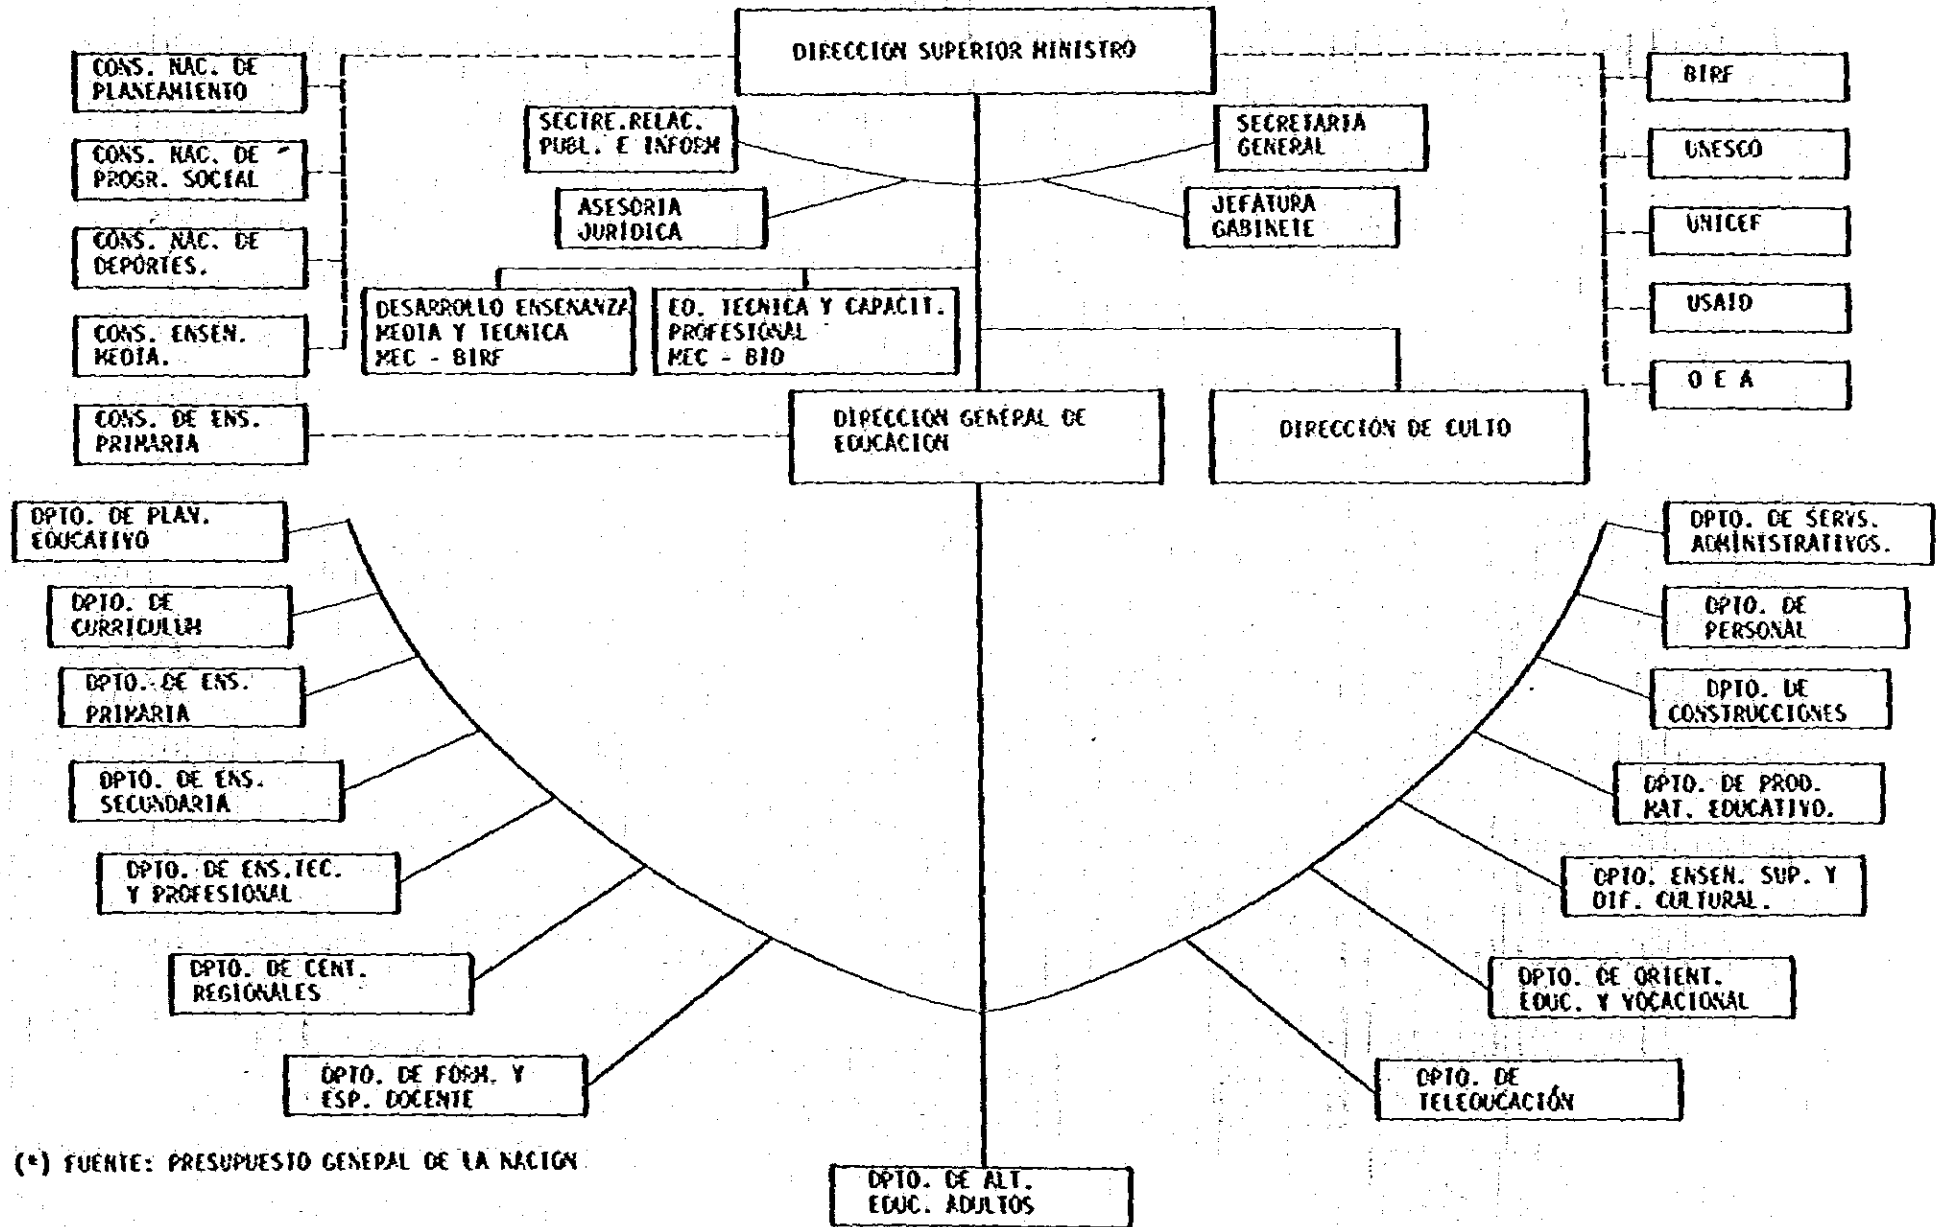 DIRECCION SUPERIOR MINISTRO
CONS. NAC. DE
PLANEAMIENTO
BIRF
SECTRE.RELAC.
PUBL. E INFORM
SECRETARIA
GENERAL
CONS. NAC. DE
PROGR. SOCIAL
UNESCO
ASESORIA
JURÍDICA
JEFATURA
GABINETE
CONS. NAC. DE
DEPÓRTES.
UNICEF
DESARROLLO ENSENANZA
MEDIA Y TECNICA
MEC - BIRF
ED. TECNICA Y CAPACIT.
PROFESIONAL
MEC - BID
USAID
CONS. ENSEN.
MEDIA.
O E A
CONS. DE ENS.
PRIMARIA
DIRECCION GENERAL DE
EDUCACION
DIRECCIÓN DE CULTO
DPTO. DE PLAN.
EDUCATIVO
DPTO. DE SERVS.
ADMINISTRATIVOS.
DPTO. DE
CURRICULUM
DPTO. DE
PERSONAL
DPTO. DE ENS.
PRIMARIA
DPTO. DE
CONSTRUCCIONES
DPTO. DE ENS.
SECUNDARIA
DPTO. DE PROD.
MAT. EDUCATIVO.
DPTO. DE ENS.TEC.
Y PROFESIONAL
DPTO. ENSEN. SUP. Y
DIF. CULTURAL.
DPTO. DE CENT.
REGIONALES
DPTO. DE ORIENT.
EDUC. Y VOCACIONAL
DPTO. DE FORM. Y
ESP. DOCENTE
DPTO. DE
TELEDUCACIÓN
(*) FUENTE: PRESUPUESTO GENERAL DE LA NACION
DPTO. DE ALT.
EDUC. ADULTOS